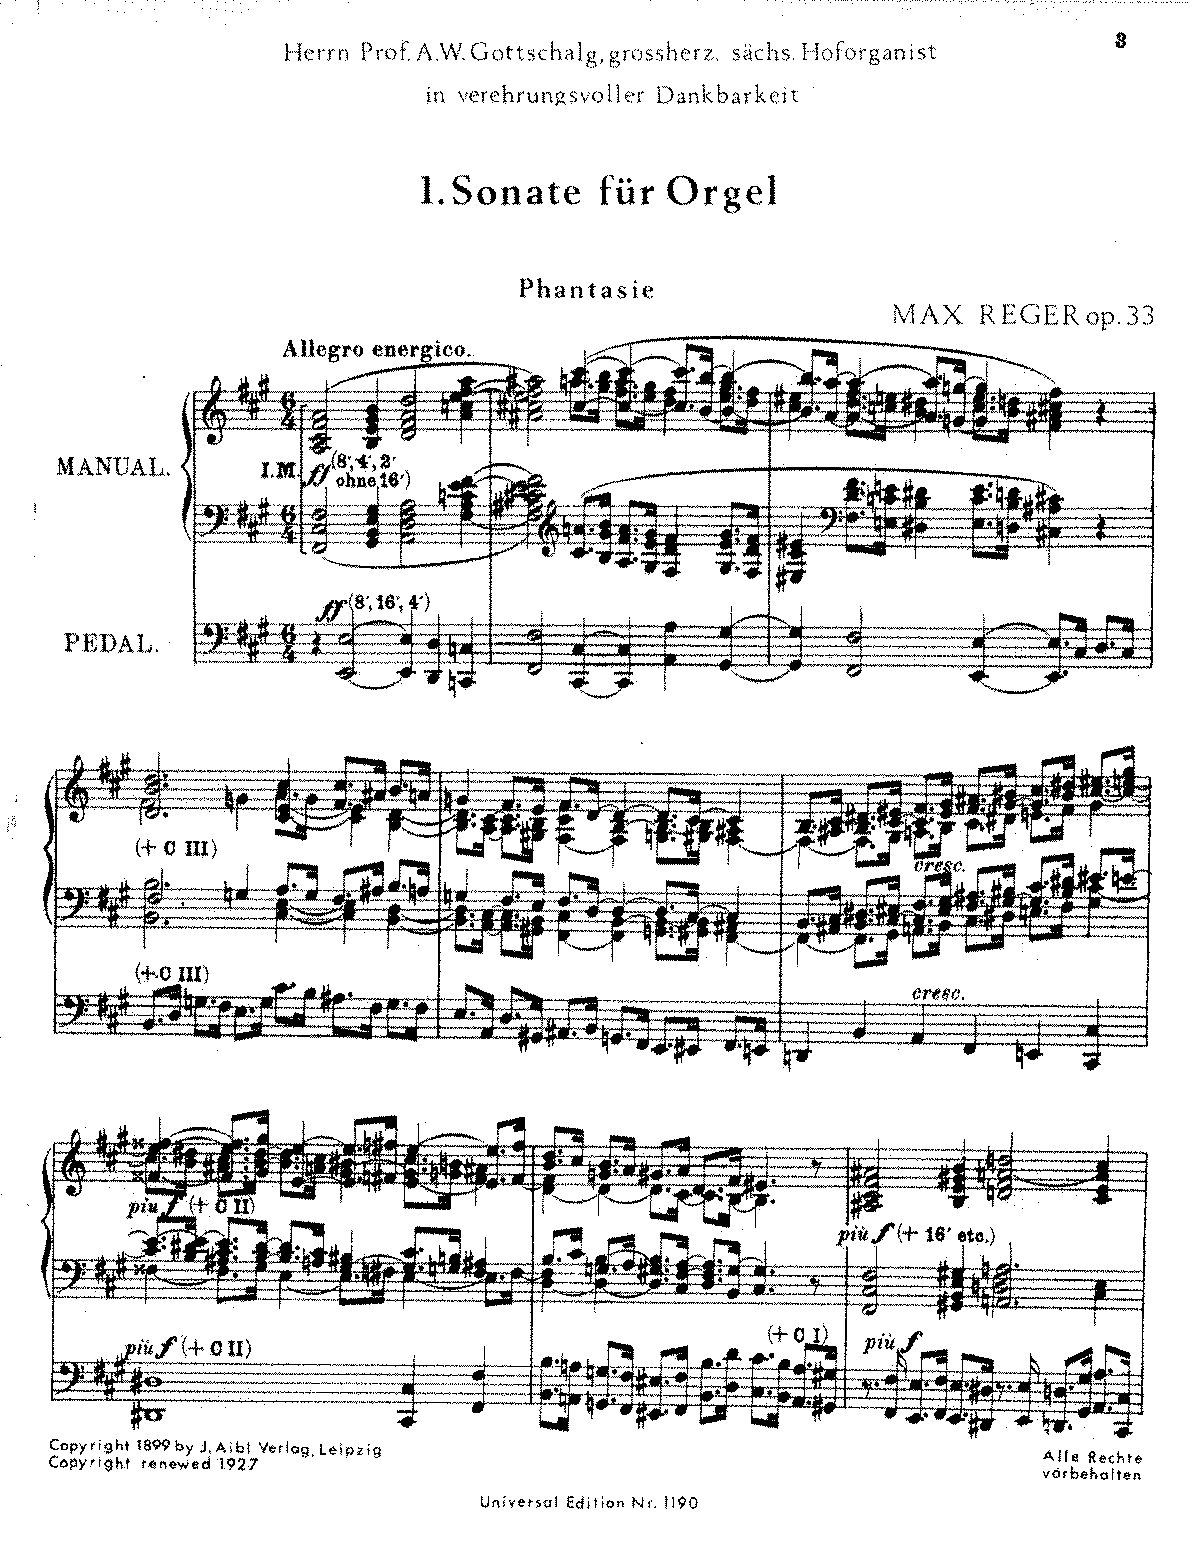 3
Herrn Prof. A.W. Gottschalg, grossherz. sächs. Hoforganist
in verehrungsvoller Dankbarkeit
1. Sonate für Orgel
Phantasie
MAX REGER op. 33
Allegro energico.
MANUAL.
I.M. ff (8', 4', 2'
ohne 16')
ff (8', 16', 4')
PEDAL.
(+ C III)
cresc.
(+ C III)
cresc.
più f (+ C II)
più f (+ 16' etc.)
più f (+ C II)
(+ C I)
più f
Copyright 1899 by J. Aibl Verlag, Leipzig
Copyright renewed 1927
Alle Rechte
vorbehalten
Universal Edition Nr. 1190